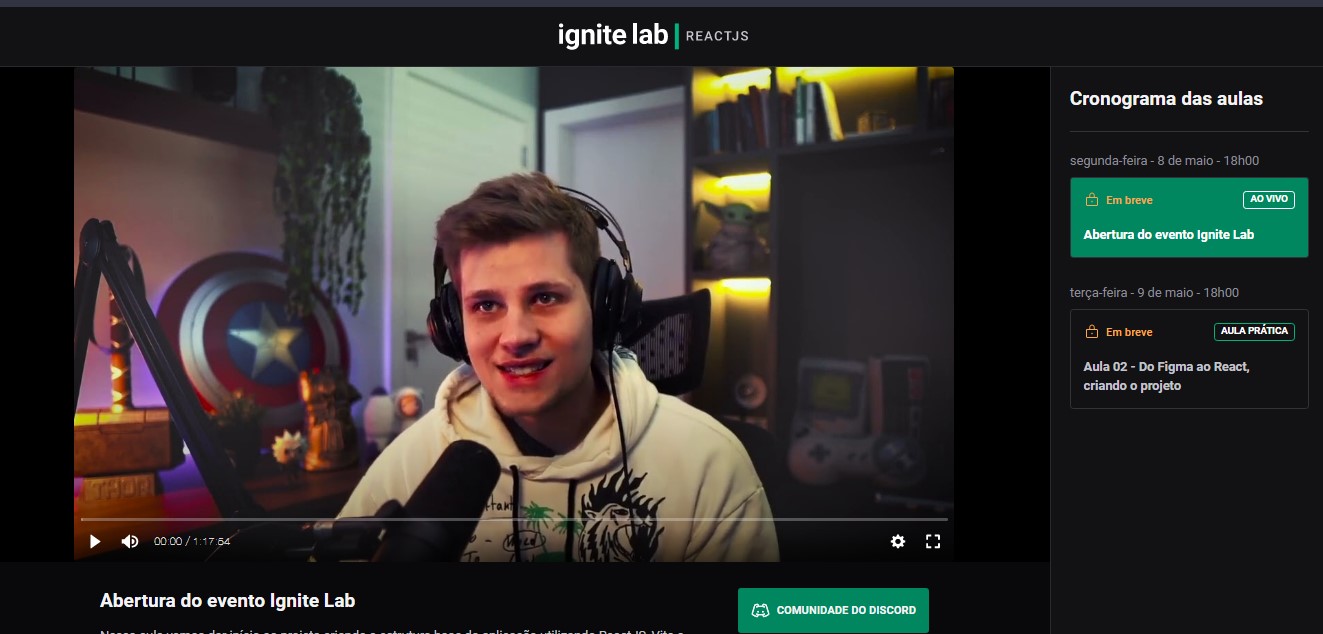 ignite lab | REACTJS
Cronograma das aulas
segunda-feira - 8 de maio - 18h00
Em breve AO VIVO
Abertura do evento Ignite Lab
terça-feira - 9 de maio - 18h00
Em breve AULA PRÁTICA
Aula 02 - Do Figma ao React,
criando o projeto
THOR
00:00 / 1:17:54
Abertura do evento Ignite Lab
COMUNIDADE DO DISCORD